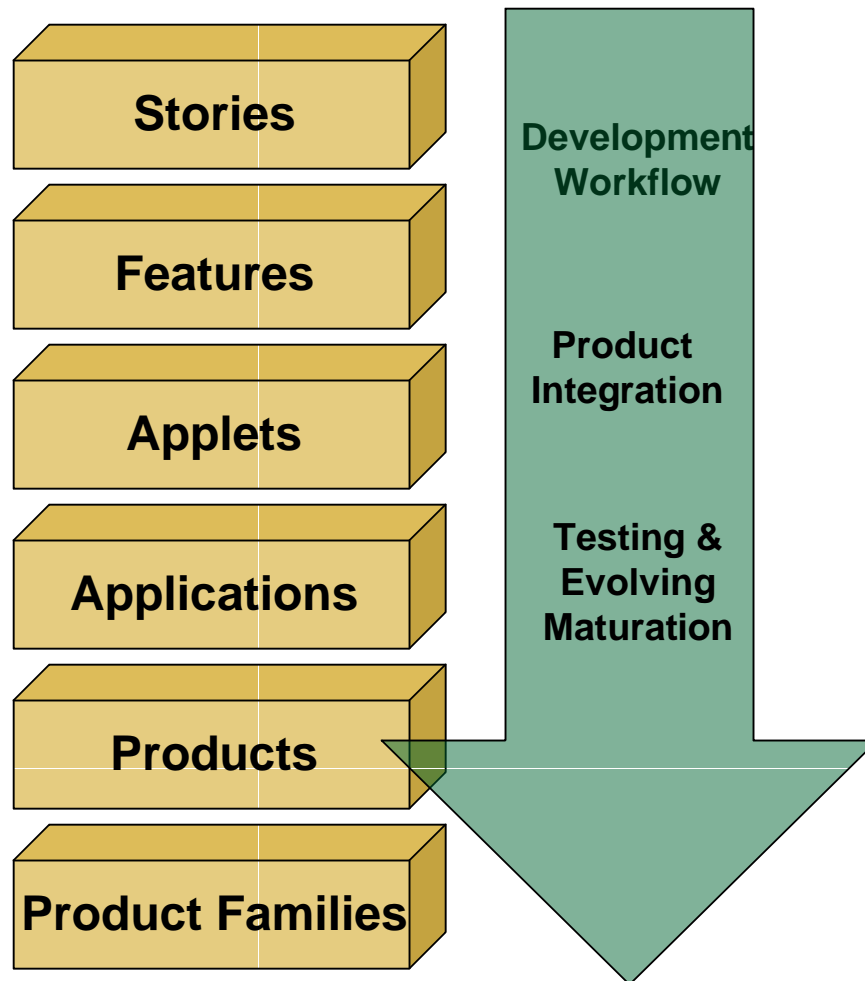 Stories
Features
Applets
Applications
Products
Product Families
Development
Workflow
Product
Integration
Testing &
Evolving
Maturation